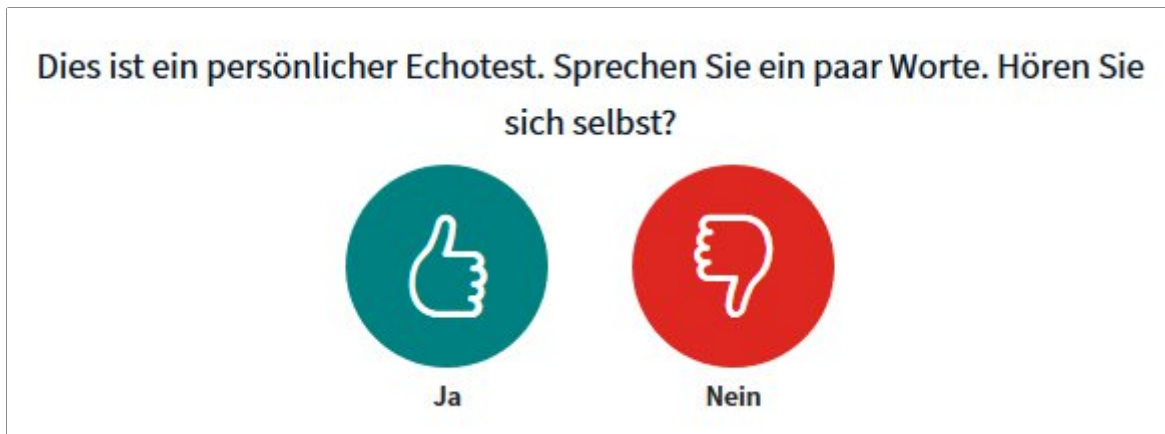 Dies ist ein persönlicher Echotest. Sprechen Sie ein paar Worte. Hören Sie
sich selbst?
Ja
Nein